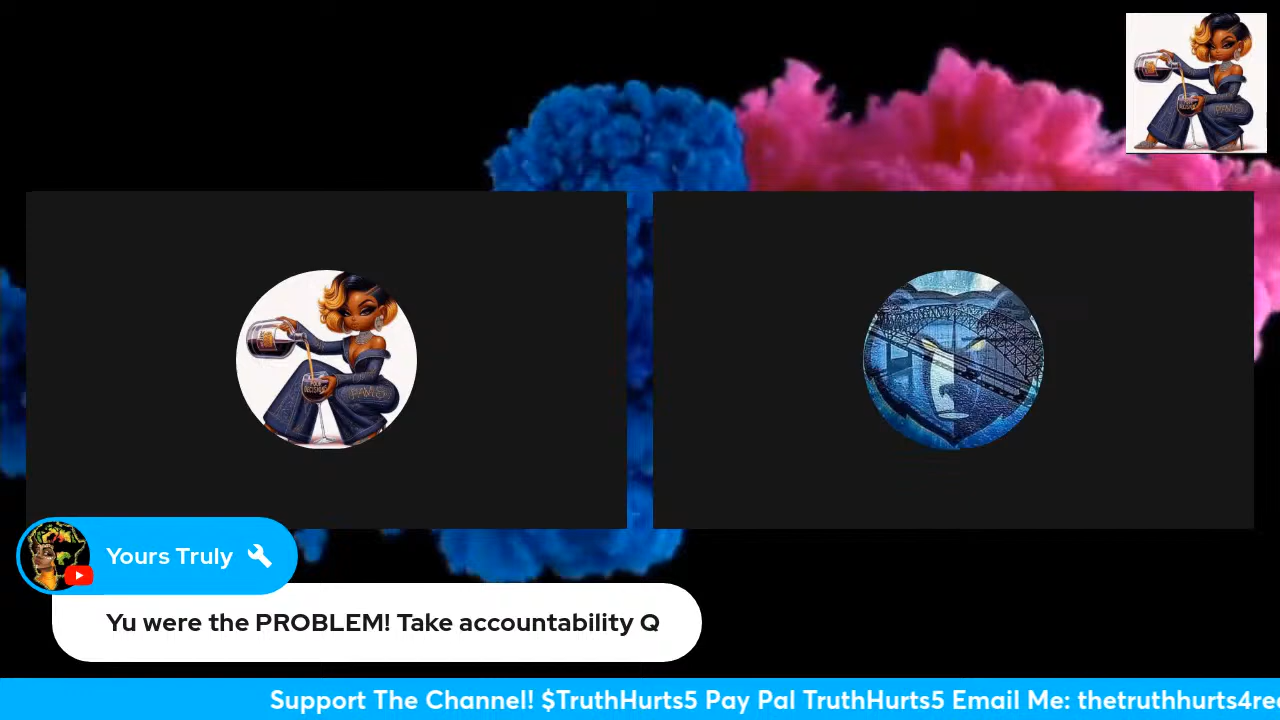 Yours Truly
Yu were the PROBLEM! Take accountability Q
Support The Channel! $TruthHurts5 Pay Pal TruthHurts5 Email Me: thetruthhurts4re